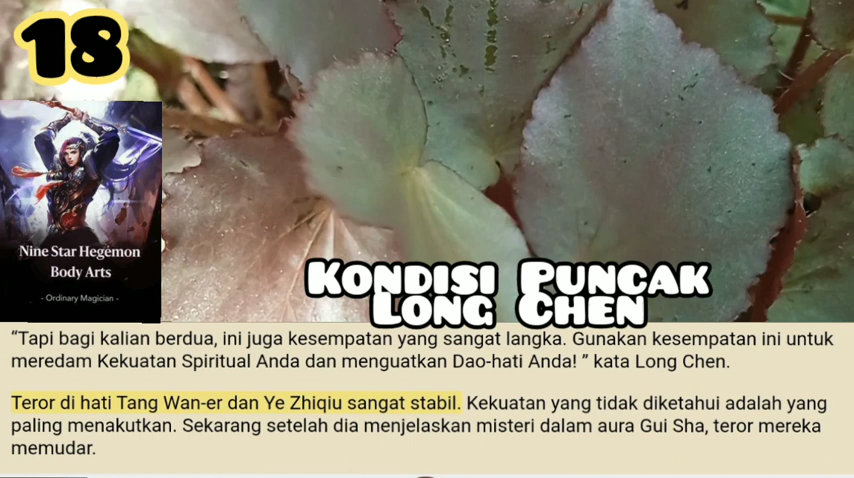 18
Nine Star Hegemon
Body Arts
- Ordinary Magician -
KONDISI PUNCAK
LONG CHEN
“Tapi bagi kalian berdua, ini juga kesempatan yang sangat langka. Gunakan kesempatan ini untuk
meredam Kekuatan Spiritual Anda dan menguatkan Dao-hati Anda! ” kata Long Chen.
Teror di hati Tang Wan-er dan Ye Zhiqiu sangat stabil. Kekuatan yang tidak diketahui adalah yang
paling menakutkan. Sekarang setelah dia menjelaskan misteri dalam aura Gui Sha, teror mereka
memudar.